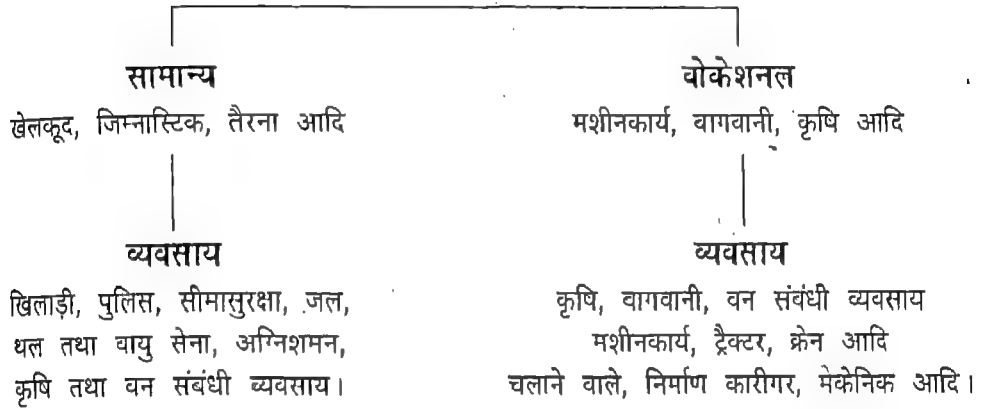 सामान्य
खेलकूद, जिम्नास्टिक, तैरना आदि
व्यवसाय
खिलाड़ी, पुलिस, सीमासुरक्षा, जल,
थल तथा वायु सेना, अग्निशमन,
कृषि तथा वन संबंधी व्यवसाय।
वोकेशनल
मशीनकार्य, वागवानी, कृषि आदि
व्यवसाय
कृषि, वागवानी, वन संबंधी व्यवसाय
मशीनकार्य, ट्रैक्टर, क्रेन आदि
चलाने वाले, निर्माण कारीगर, मेकेनिक आदि।